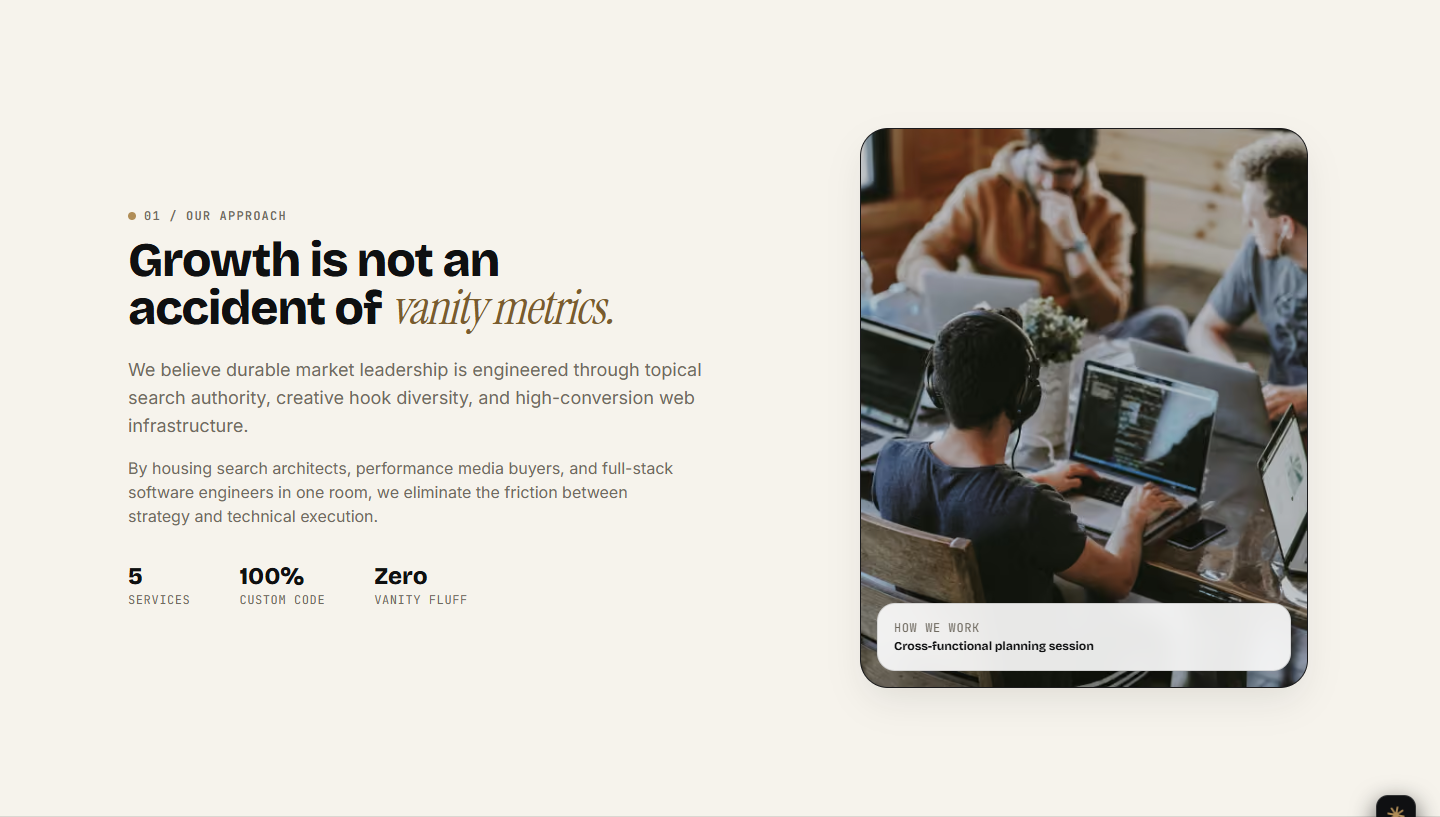 01 / OUR APPROACH
Growth is not an
accident of vanity metrics.
We believe durable market leadership is engineered through topical
search authority, creative hook diversity, and high-conversion web
infrastructure.
By housing search architects, performance media buyers, and full-stack
software engineers in one room, we eliminate the friction between
strategy and technical execution.
5
SERVICES
100%
CUSTOM CODE
Zero
VANITY FLUFF
HOW WE WORK
Cross-functional planning session